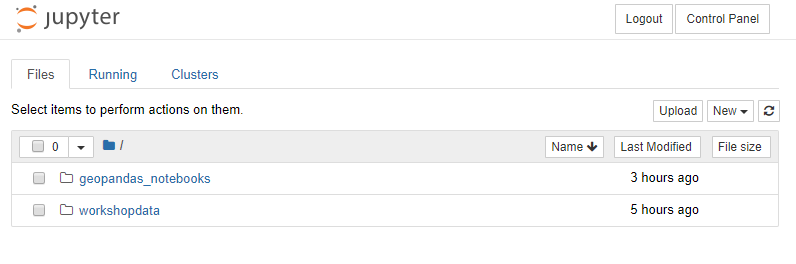 jupyter
Logout Control Panel
Files Running Clusters
Select items to perform actions on them.
Upload New
0 / Name Last Modified File size
geopandas_notebooks 3 hours ago
workshopdata 5 hours ago